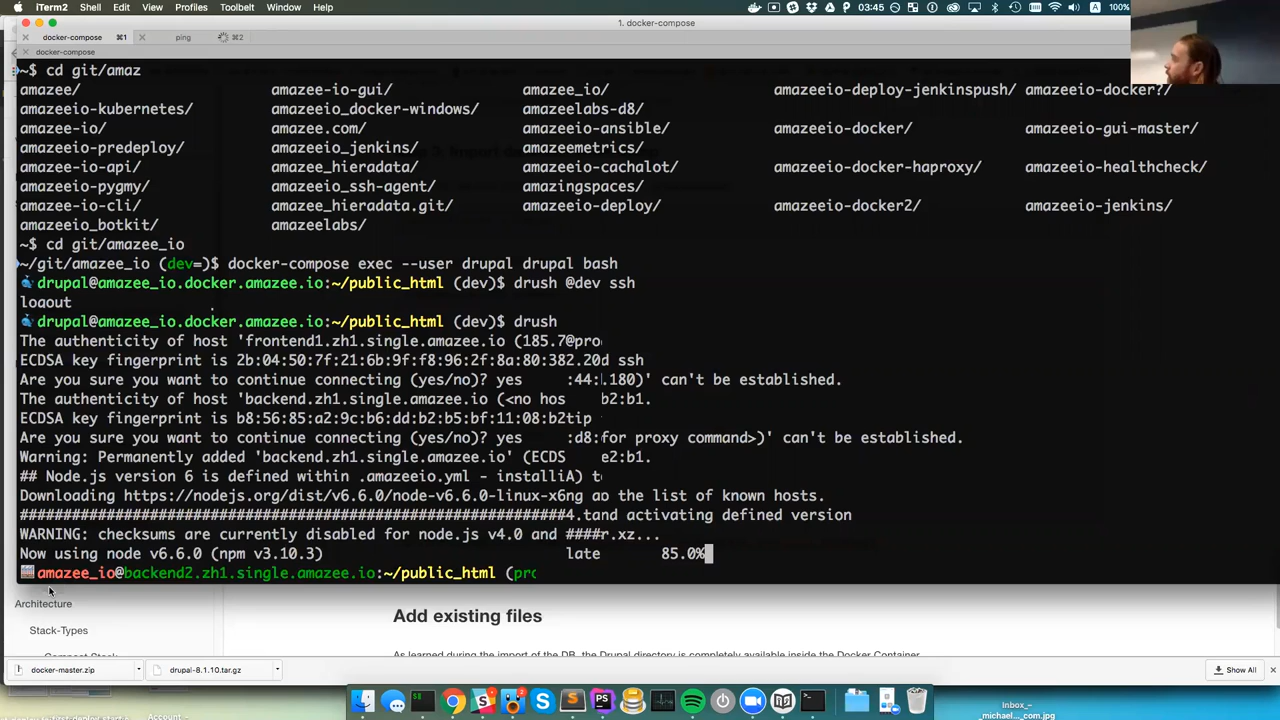 iTerm2 Shell Edit View Profiles Toolbelt Window Help 03:45 100%
1. docker-compose
docker-compose ⌘1 ping ⌘2
docker-compose
~$ cd git/amaz
amazee/ amazee-io-gui/ amazee_io/ amazeeio-deploy-jenkinspush/ amazeeio-docker?/
amazeeio-kubernetes/ amazeeio_docker-windows/ amazeelabs-d8/
amazee-io/ amazee.com/ amazeeio-ansible/ amazeeio-docker/ amazeeio-gui-master/
amazeeio-predeploy/ amazeeio_jenkins/ amazeemetrics/
amazee-io-api/ amazee_hieradata/ amazeeio-cachalot/ amazeeio-docker-haproxy/ amazeeio-healthcheck/
amazeeio-pygmy/ amazeeio_ssh-agent/ amazingspaces/
amazee-io-cli/ amazee_hieradata.git/ amazeeio-deploy/ amazeeio-docker2/ amazeeio-jenkins/
amazeeio_botkit/ amazeelabs/
~$ cd git/amazee_io
~/git/amazee_io (dev=)$ docker-compose exec --user drupal drupal bash
drupal@amazee_io.docker.amazee.io:~/public_html (dev)$ drush @dev ssh
logout
drupal@amazee_io.docker.amazee.io:~/public_html (dev)$ drush
The authenticity of host 'frontend1.zh1.single.amazee.io (185.7@pro
ECDSA key fingerprint is 2b:04:50:7f:21:6b:9f:f8:96:2f:8a:80:382.20d ssh
Are you sure you want to continue connecting (yes/no)? yes :44:.180)' can't be established.
The authenticity of host 'backend.zh1.single.amazee.io (<no hos b2:b1.
ECDSA key fingerprint is b8:56:85:a2:9c:b6:dd:b2:b5:bf:11:08:b2tip
Are you sure you want to continue connecting (yes/no)? yes :d8:for proxy command>)' can't be established.
Warning: Permanently added 'backend.zh1.single.amazee.io' (ECDS e2:b1.
## Node.js version 6 is defined within .amazeeio.yml - installiA) t
Downloading https://nodejs.org/dist/v6.6.0/node-v6.6.0-linux-x6ng ao the list of known hosts.
###############################################################4.tand activating defined version
WARNING: checksums are currently disabled for node.js v4.0 and ####r.xz...
Now using node v6.6.0 (npm v3.10.3) late 85.0%
amazee_io@backend2.zh1.single.amazee.io:~/public_html (pro
Architecture
Stack-Types
Add existing files
As learned during the import of the DB, the Drupal directory is completely available inside the Docker Container
docker-master.zip drupal-8.1.10.tar.gz Show All
Inbox_-
_michael..._com.jpg